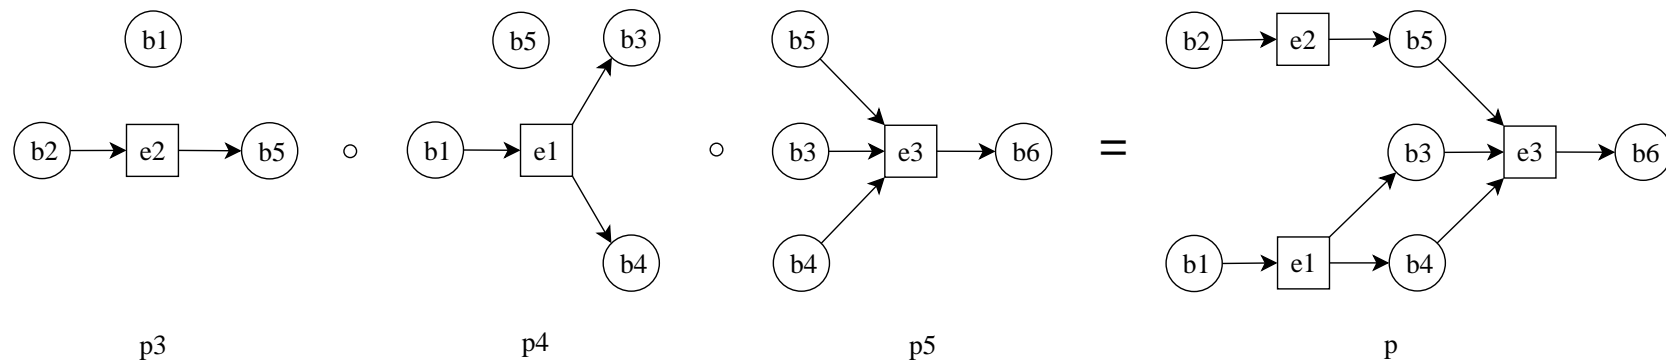 b1 b5 b3 b5 b2 e2 b5
b2 e2 b5 ∘ b1 e1 ∘ b3 e3 b6 = b3 e3 b6
b4 b4 b1 e1 b4
p3 p4 p5 p